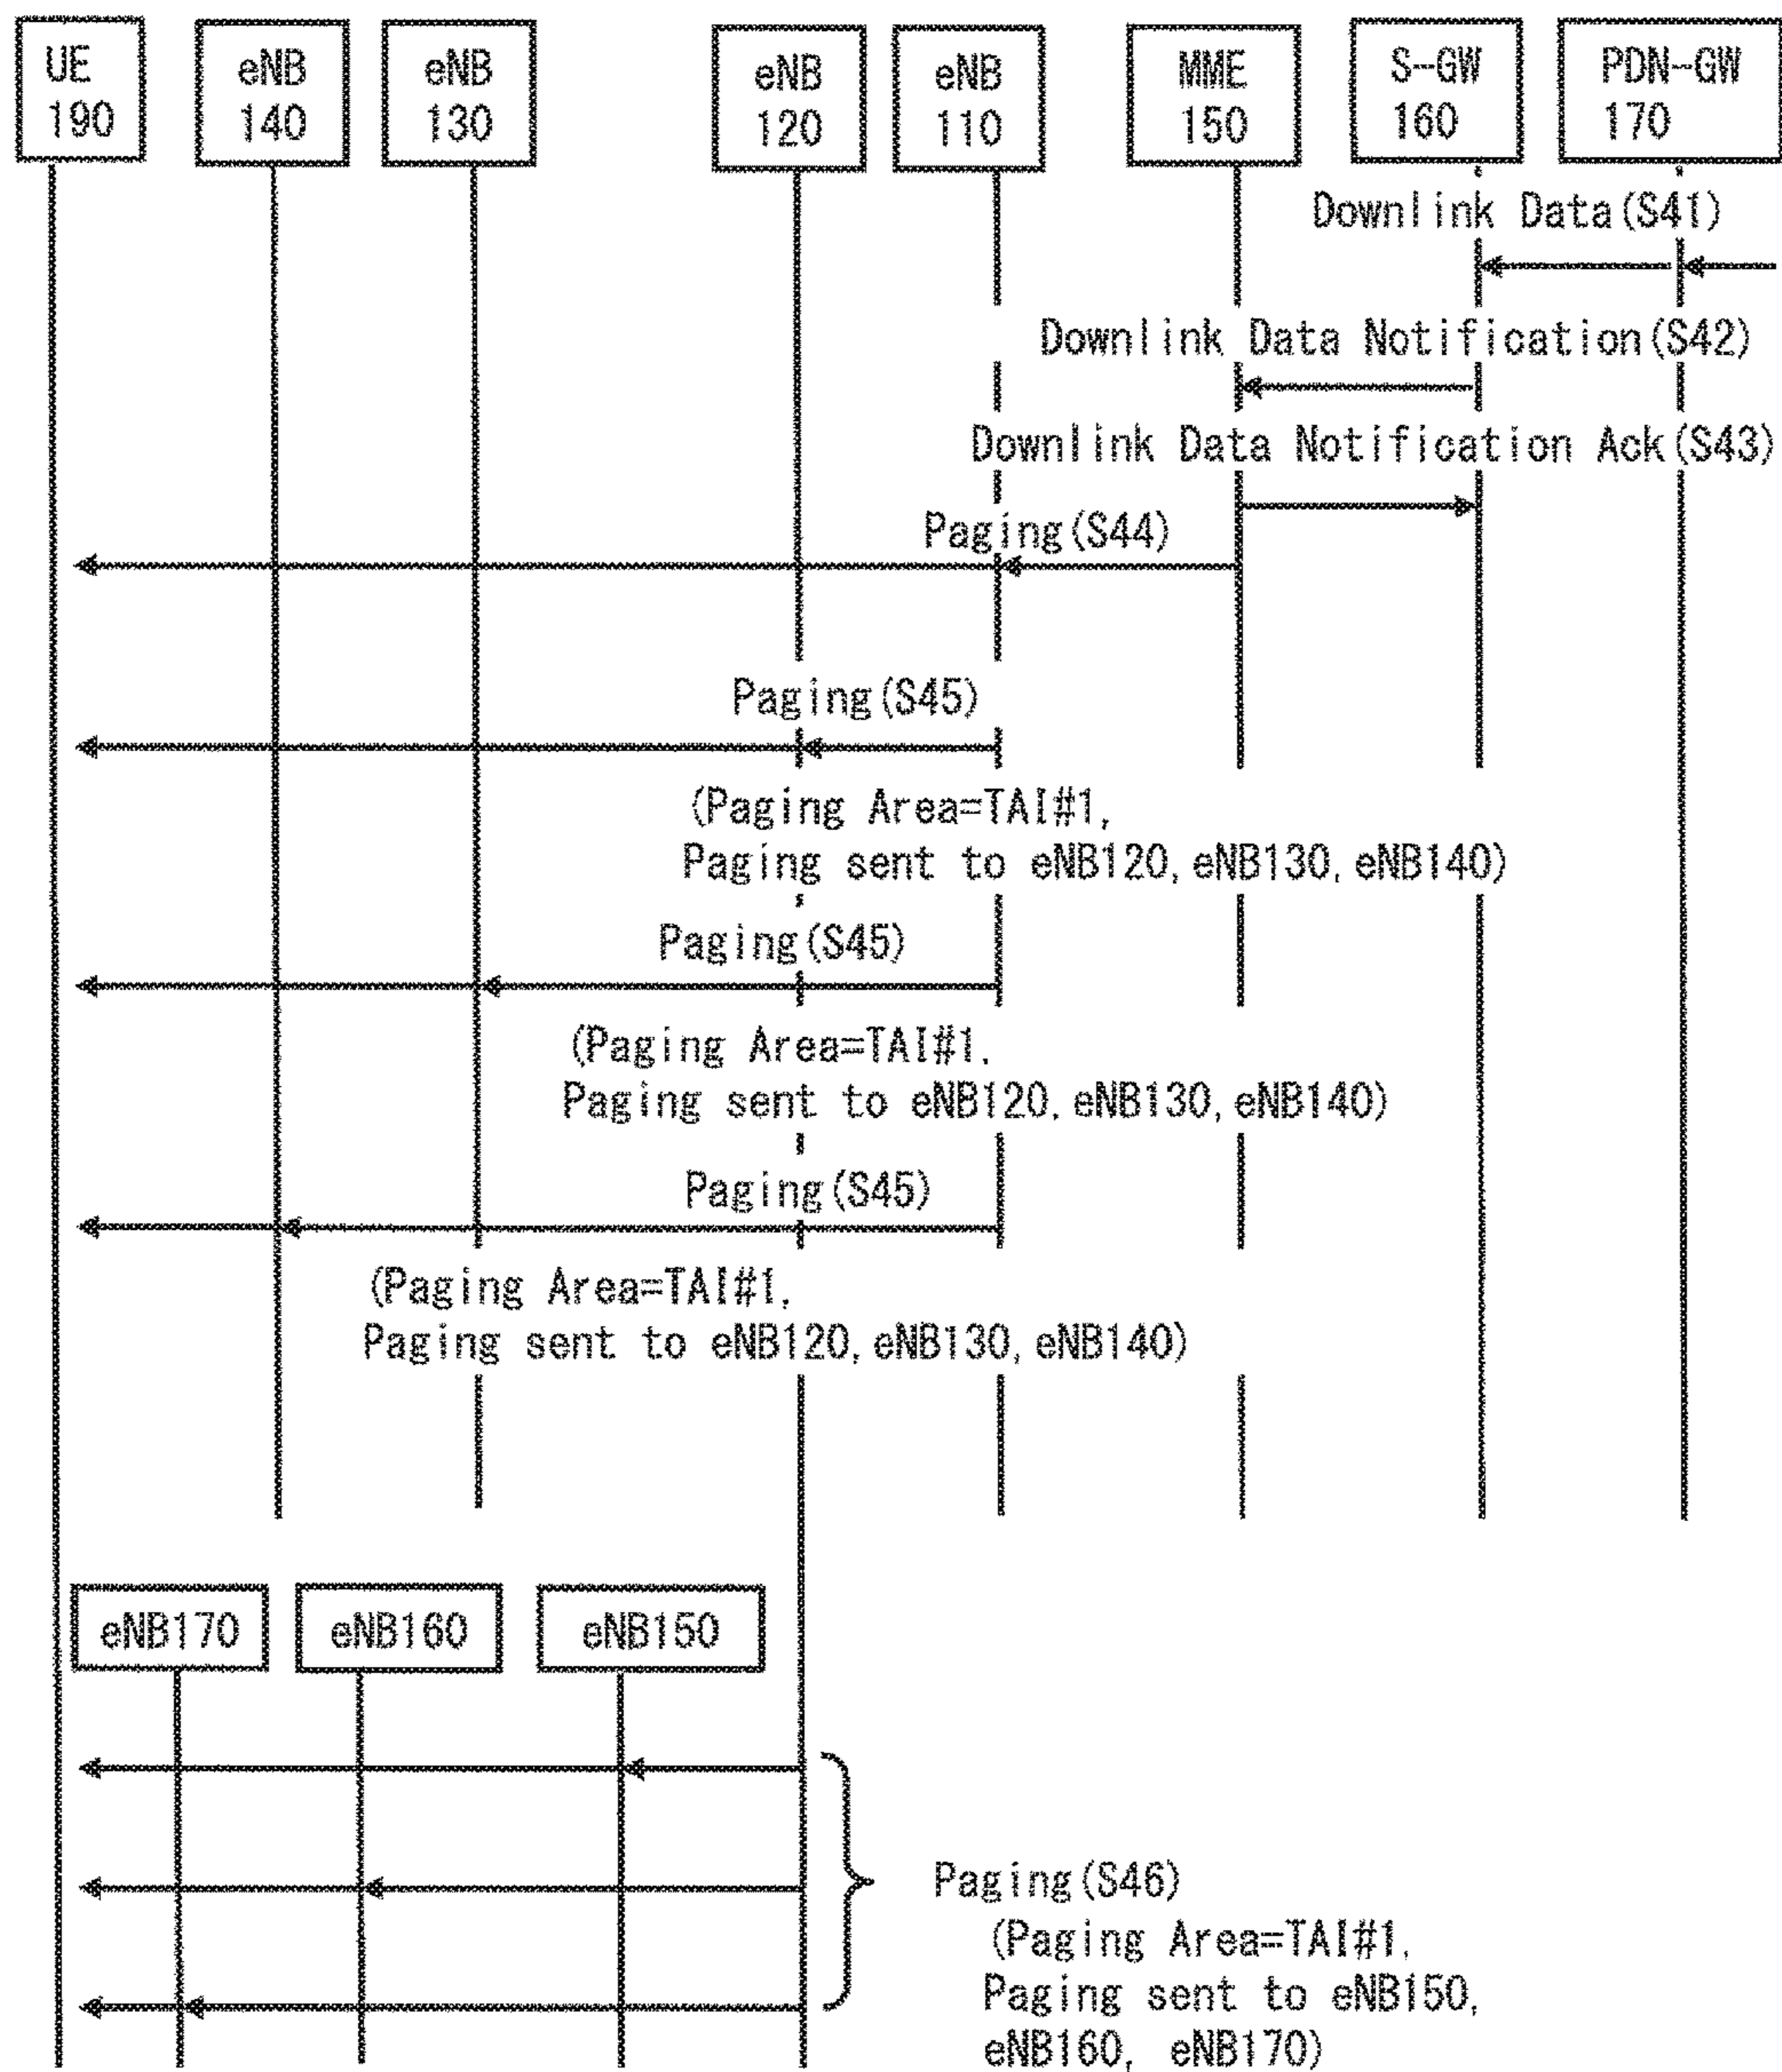 UE
190
eNB
140
eNB
130
eNB
120
eNB
110
MME
150
S-GW
160
PDN-GW
170
Downlink Data(S41)
Downlink Data Notification(S42)
Downlink Data Notification Ack(S43)
Paging(S44)
Paging(S45)
(Paging Area=TAI#1,
Paging sent to eNB120, eNB130, eNB140)
Paging(S45)
(Paging Area=TAI#1,
Paging sent to eNB120, eNB130, eNB140)
Paging(S45)
(Paging Area=TAI#1,
Paging sent to eNB120, eNB130, eNB140)
eNB170
eNB160
eNB150
Paging(S46)
(Paging Area=TAI#1,
Paging sent to eNB150,
eNB160, eNB170)